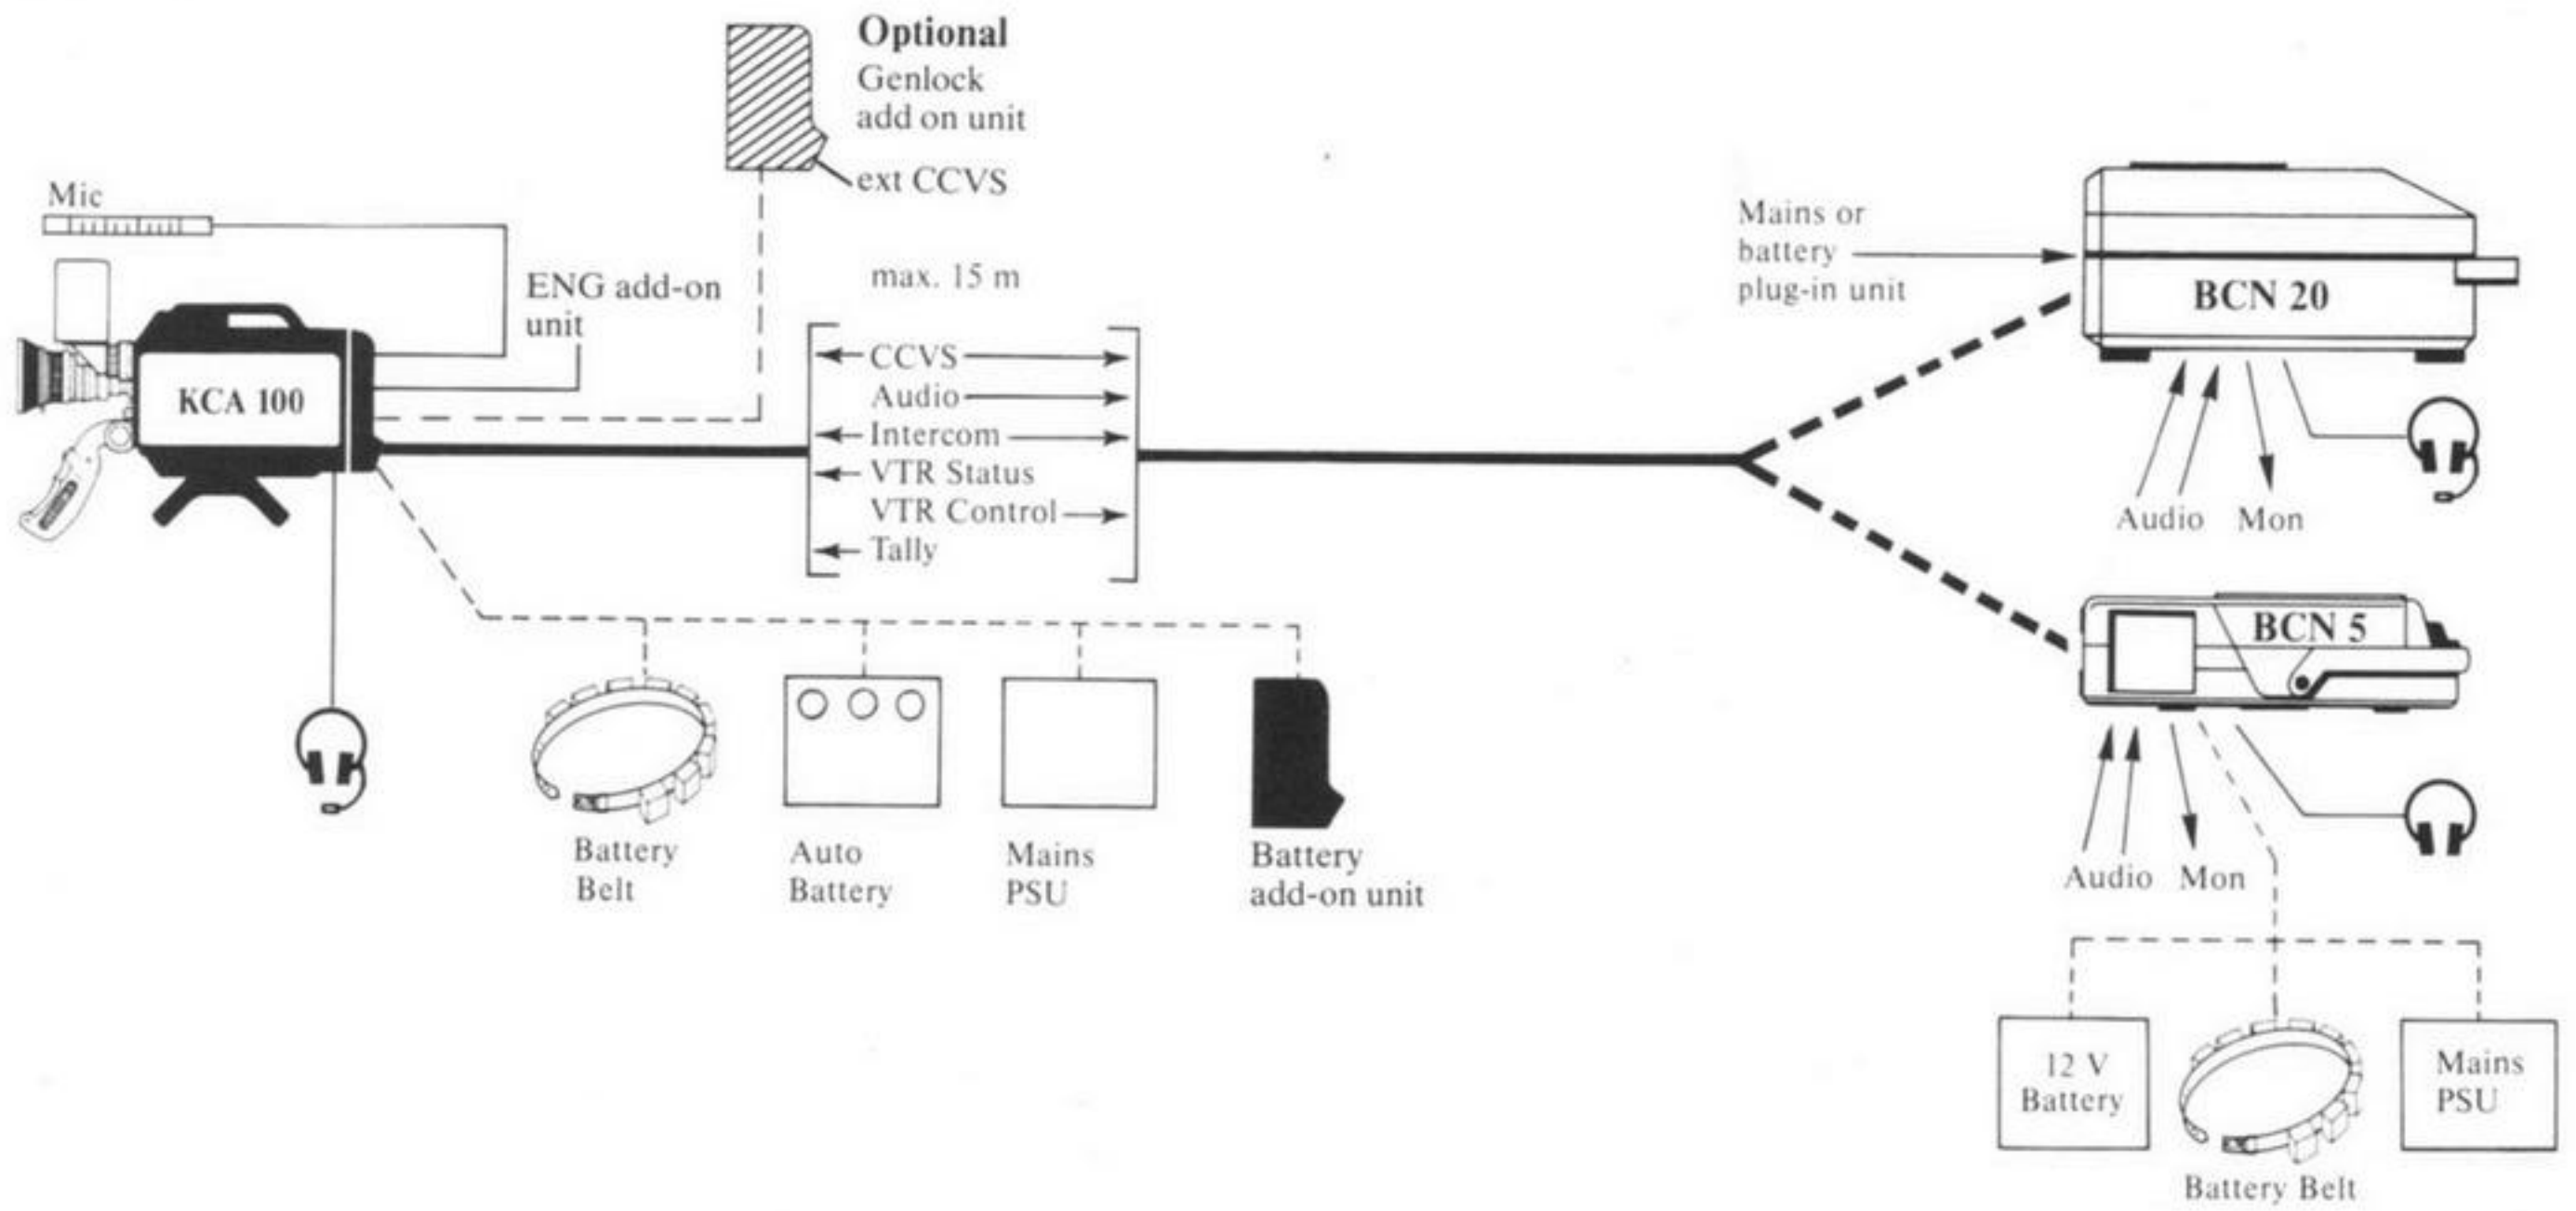 Optional
Genlock
add on unit
ext CCVS
Mic
ENG add-on
unit
KCA 100
max. 15 m
CCVS
Audio
Intercom
VTR Status
VTR Control
Tally
Mains or
battery
plug-in unit
BCN 20
Audio Mon
BCN 5
Audio Mon
Battery
Belt
Auto
Battery
Mains
PSU
Battery
add-on unit
12 V
Battery
Battery Belt
Mains
PSU